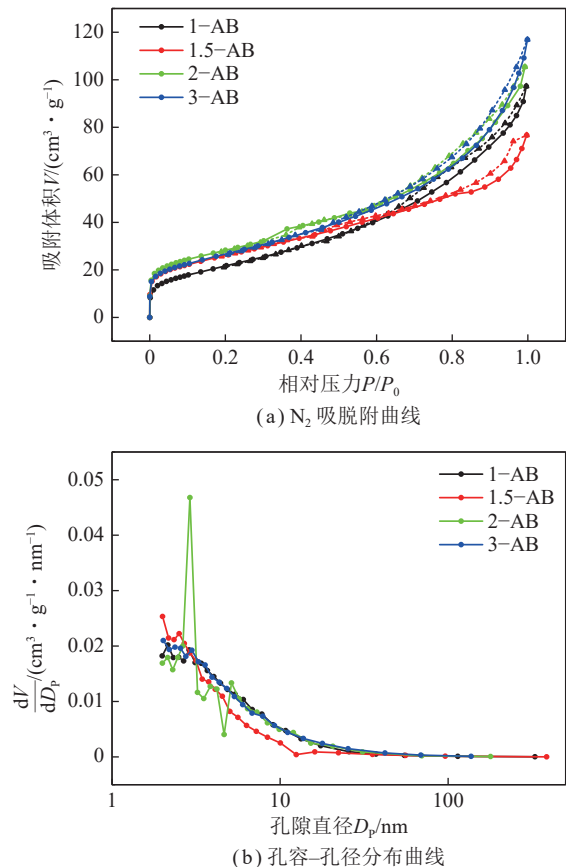 1−AB
1.5−AB
2−AB
3−AB
120
100
80
60
40
20
0
吸附体积V/(cm³·g⁻¹)
0 0.2 0.4 0.6 0.8 1.0
相对压力P/P₀
(a) N₂ 吸脱附曲线
1−AB
1.5−AB
2−AB
3−AB
0.05
0.04
0.03
0.02
0.01
0
dV/dDₚ/(cm³·g⁻¹·nm⁻¹)
1 10 100
孔隙直径Dₚ/nm
(b) 孔容−孔径分布曲线